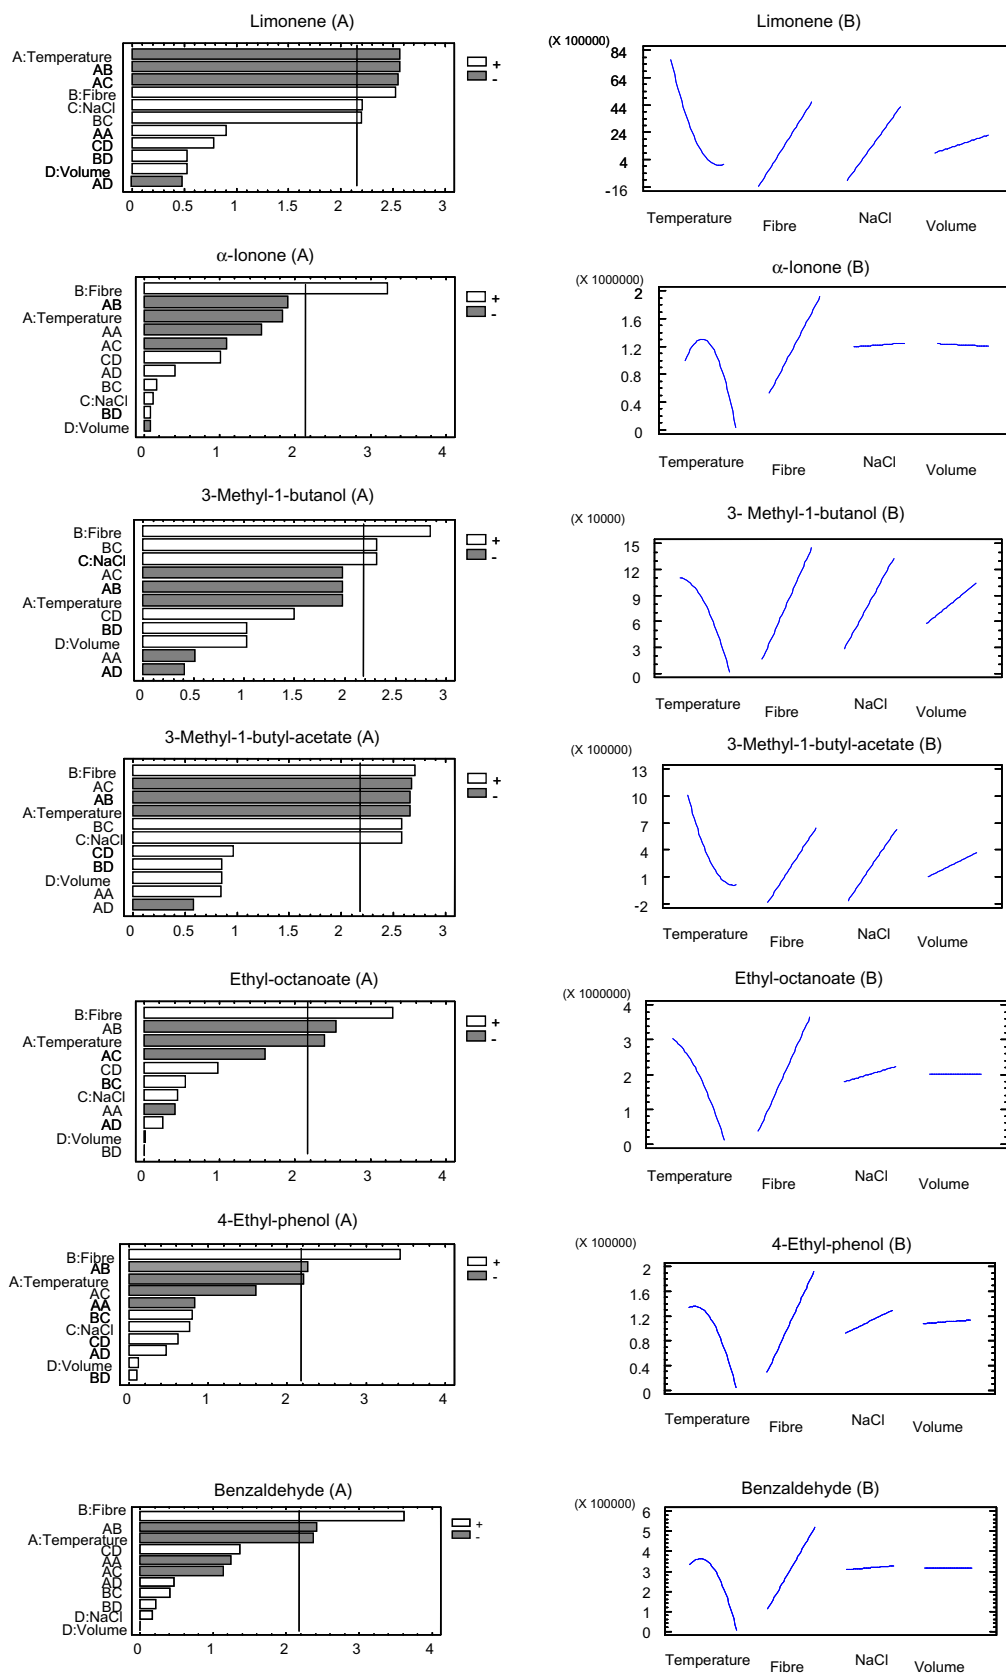 Limonene (A)
A:Temperature
AB
AC
B:Fibre
C:NaCl
BC
AA
CD
BD
D:Volume
AD
+
-
0 0.5 1 1.5 2 2.5 3
Limonene (B)
(X 100000)
84
64
44
24
4
-16
Temperature Fibre NaCl Volume
α-Ionone (A)
B:Fibre
AB
A:Temperature
AA
AC
CD
AD
BC
C:NaCl
BD
D:Volume
+
-
0 1 2 3 4
α-Ionone (B)
(X 1000000)
2
1.6
1.2
0.8
0.4
0
Temperature Fibre NaCl Volume
3-Methyl-1-butanol (A)
B:Fibre
BC
C:NaCl
AC
AB
A:Temperature
CD
BD
D:Volume
AA
AD
+
-
0 0.5 1 1.5 2 2.5 3
3- Methyl-1-butanol (B)
(X 10000)
15
12
9
6
3
0
Temperature Fibre NaCl Volume
3-Methyl-1-butyl-acetate (A)
B:Fibre
AC
AB
A:Temperature
BC
C:NaCl
CD
BD
D:Volume
AA
AD
+
-
0 0.5 1 1.5 2 2.5 3
3-Methyl-1-butyl-acetate (B)
(X 100000)
13
10
7
4
1
-2
Temperature Fibre NaCl Volume
Ethyl-octanoate (A)
B:Fibre
AB
A:Temperature
AC
CD
BC
C:NaCl
AA
AD
D:Volume
BD
+
-
0 1 2 3 4
Ethyl-octanoate (B)
(X 1000000)
4
3
2
1
0
Temperature Fibre NaCl Volume
4-Ethyl-phenol (A)
B:Fibre
AB
A:Temperature
AC
AA
BC
C:NaCl
CD
AD
D:Volume
BD
+
-
0 1 2 3 4
4-Ethyl-phenol (B)
(X 100000)
2
1.6
1.2
0.8
0.4
0
Temperature Fibre NaCl Volume
Benzaldehyde (A)
B:Fibre
AB
A:Temperature
CD
AA
AC
AD
BC
BD
D:NaCl
D:Volume
+
-
0 1 2 3 4
Benzaldehyde (B)
(X 100000)
6
5
4
3
2
1
0
Temperature Fibre NaCl Volume